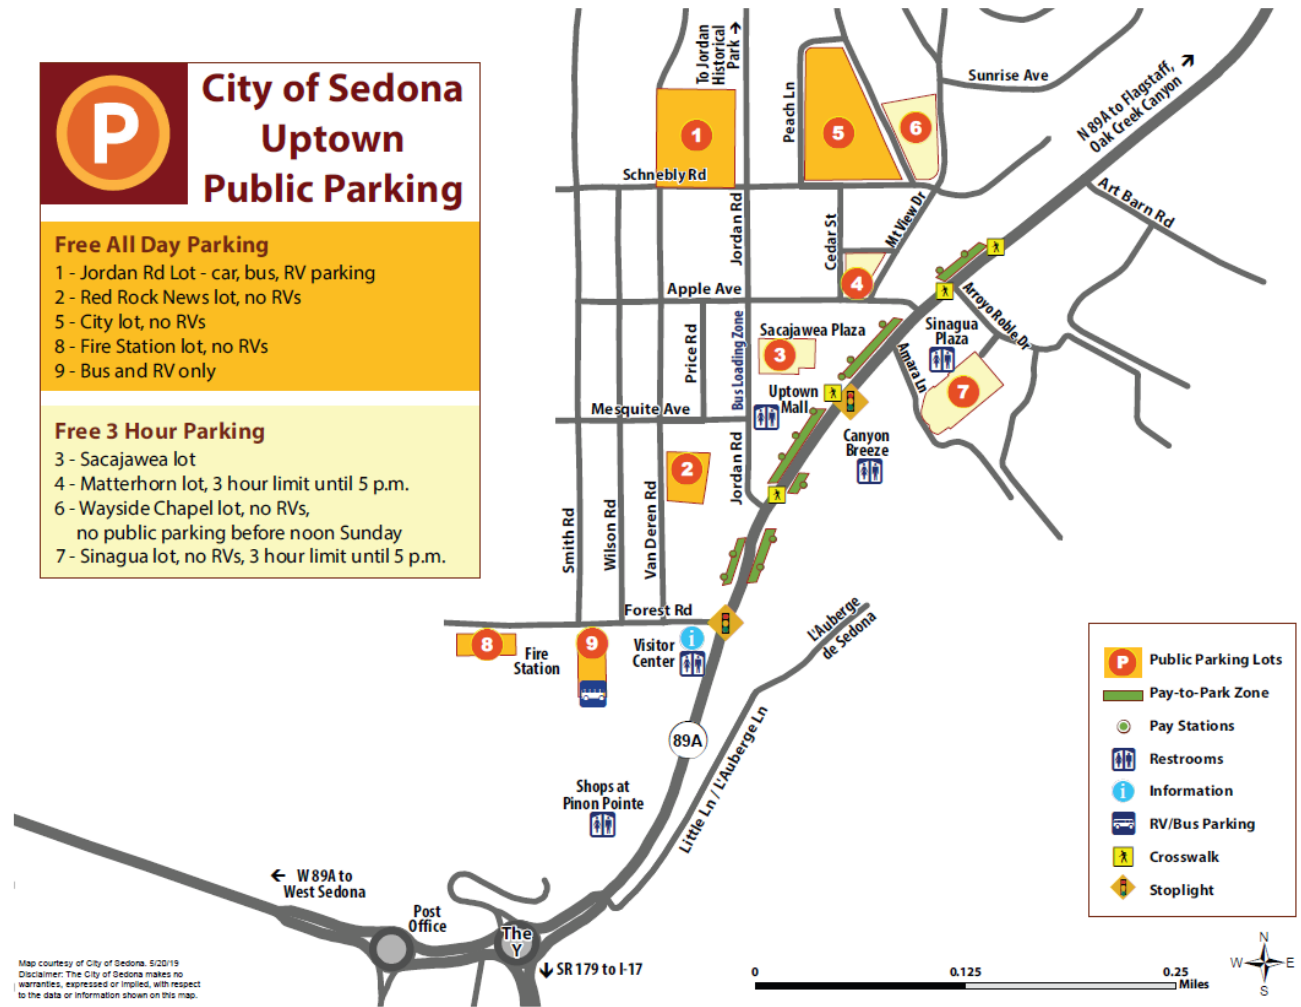 City of Sedona
Uptown
Public Parking
P
Free All Day Parking
1 - Jordan Rd Lot - car, bus, RV parking
2 - Red Rock News lot, no RVs
5 - City lot, no RVs
8 - Fire Station lot, no RVs
9 - Bus and RV only
Free 3 Hour Parking
3 - Sacajawea lot
4 - Matterhorn lot, 3 hour limit until 5 p.m.
6 - Wayside Chapel lot, no RVs,
no public parking before noon Sunday
7 - Sinagua lot, no RVs, 3 hour limit until 5 p.m.
To Jordan
Historical
Park →
Peach Ln
Sunrise Ave
N 89A to Flagstaff,
Oak Creek Canyon
1
5
6
Schnebly Rd
Art Barn Rd
Jordan Rd
Cedar St
Mt View Dr
4
Apple Ave
Arroyo Roble Dr
Price Rd
Bus Loading Zone
Sacajawea Plaza
3
Sinagua
Plaza
Amara Ln
7
Uptown
Mall
Mesquite Ave
Canyon
Breeze
2
Jordan Rd
Smith Rd
Wilson Rd
Van Deren Rd
Forest Rd
8
Fire
Station
9
Visitor
Center
i
L'Auberge
de Sedona
89A
Little Ln / L'Auberge Ln
Shops at
Pinon Pointe
← W 89A to
West Sedona
Post
Office
The
Y
↓ SR 179 to I-17
P
Public Parking Lots
Pay-to-Park Zone
Pay Stations
Restrooms
i
Information
RV/Bus Parking
Crosswalk
Stoplight
N
W
E
S
0
0.125
0.25
Miles
Map courtesy of City of Sedona. 5/20/19
Disclaimer: The City of Sedona makes no
warranties, expressed or implied, with respect
to the data or information shown on this map.